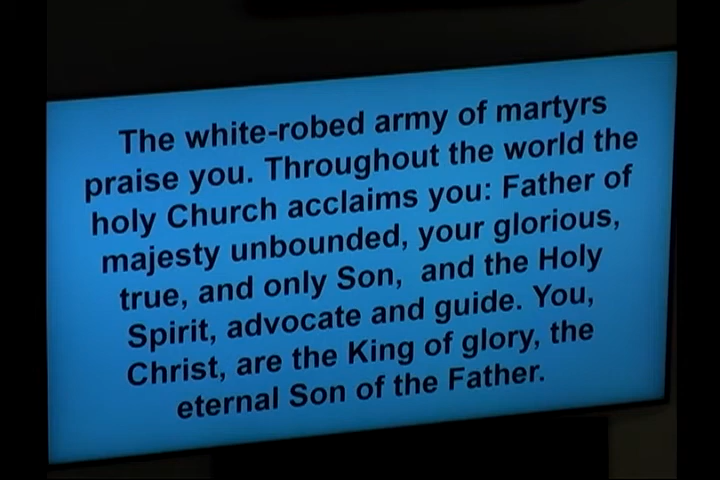 The white-robed army of martyrs
praise you. Throughout the world the
holy Church acclaims you: Father of
majesty unbounded, your glorious,
true, and only Son, and the Holy
Spirit, advocate and guide. You,
Christ, are the King of glory, the
eternal Son of the Father.